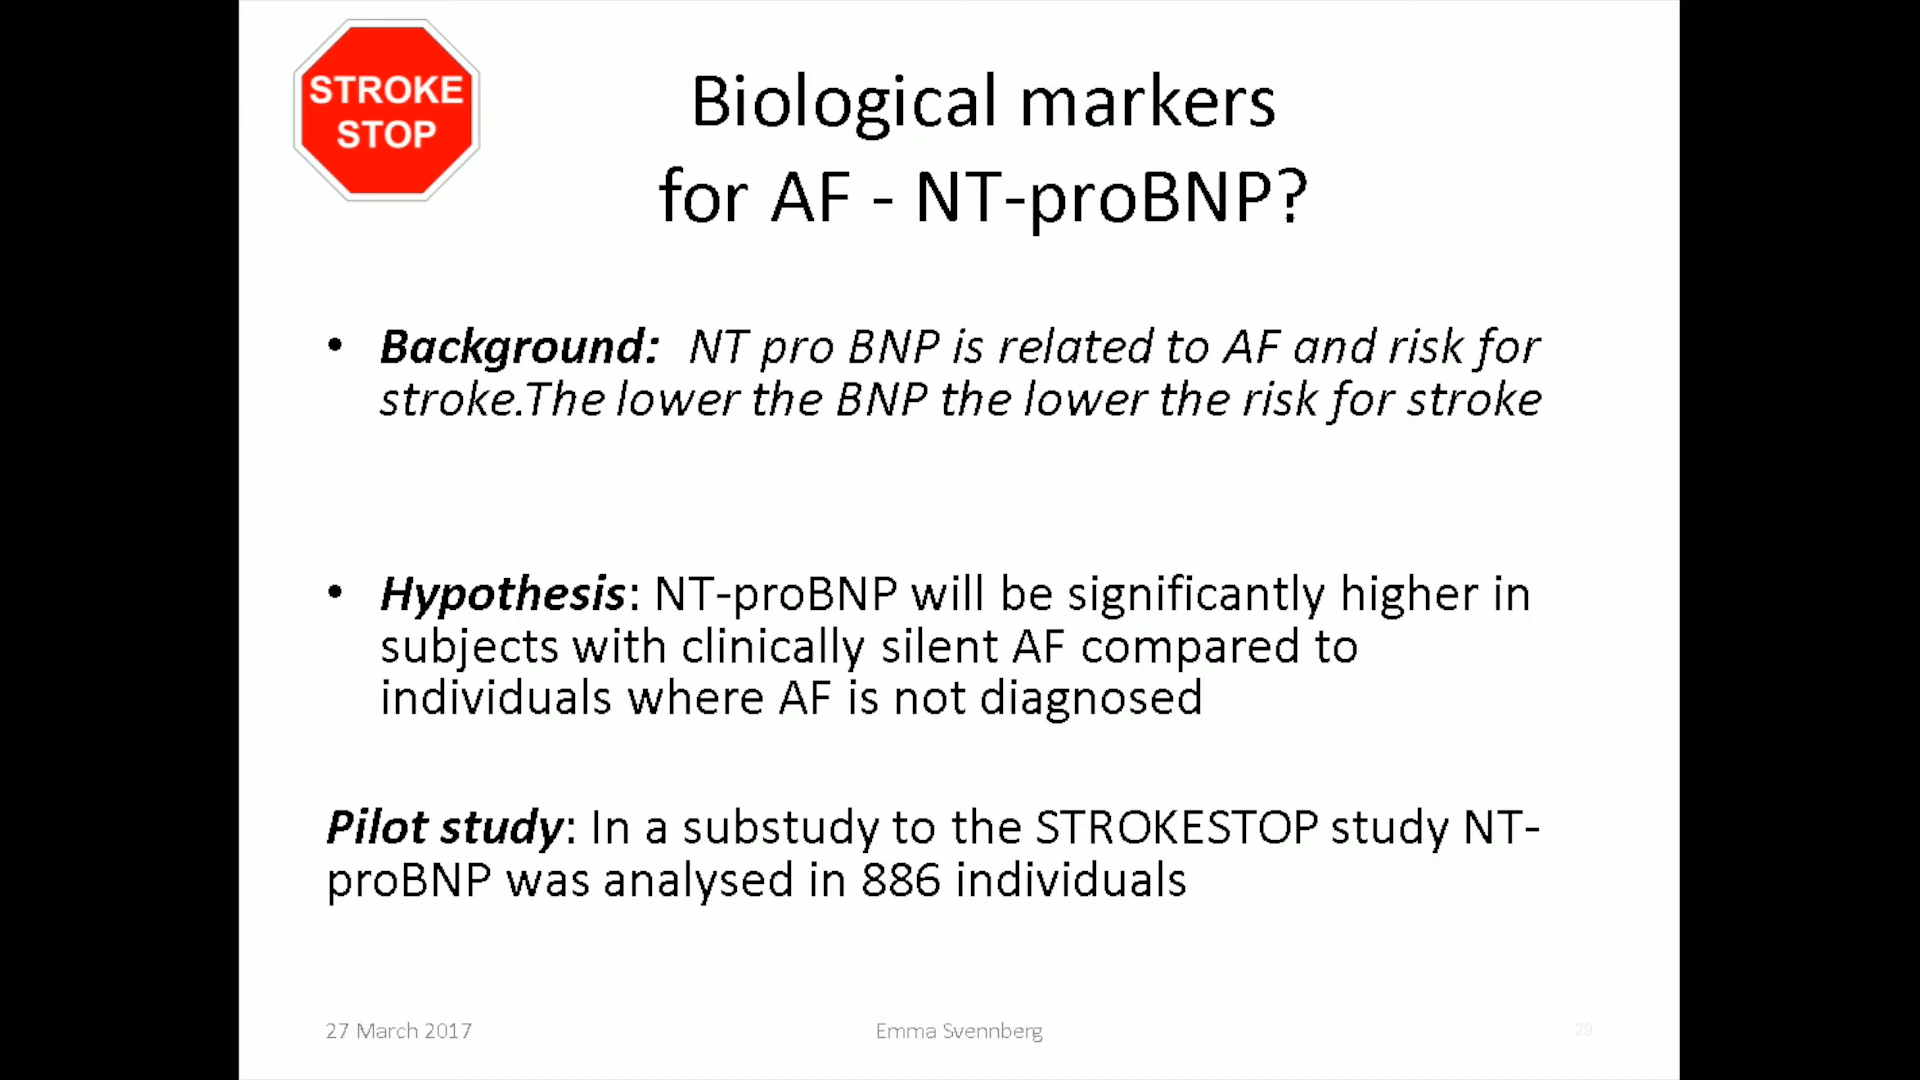 STROKE
STOP
Biological markers
for AF - NT-proBNP?
• Background: NT pro BNP is related to AF and risk for
stroke.The lower the BNP the lower the risk for stroke
• Hypothesis: NT-proBNP will be significantly higher in
subjects with clinically silent AF compared to
individuals where AF is not diagnosed
Pilot study: In a substudy to the STROKESTOP study NT-
proBNP was analysed in 886 individuals
27 March 2017
Emma Svennberg
29